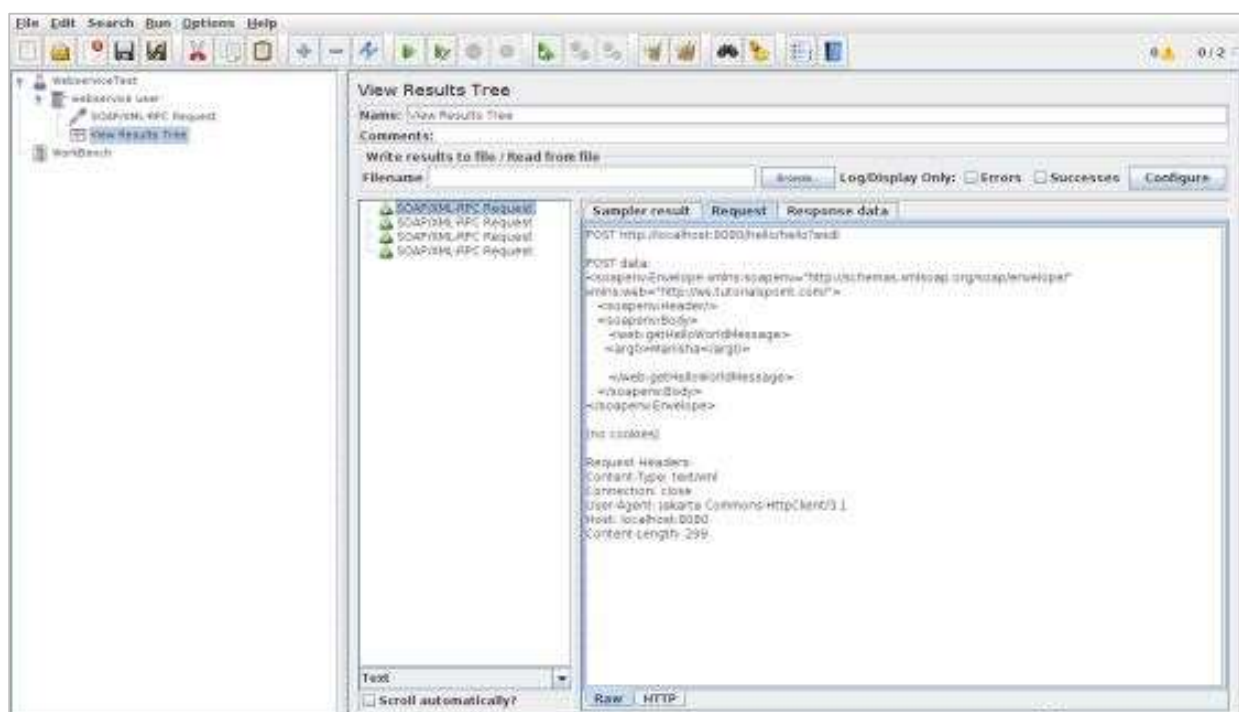 File Edit Search Run Options Help
0 0 / 2
WebserviceTest
webservice user
SOAP/XML-RPC Request
View Results Tree
WorkBench
View Results Tree
Name: View Results Tree
Comments:
Write results to file / Read from file
Filename Browse... Log/Display Only: Errors Successes Configure
SOAP/XML-RPC Request
SOAP/XML-RPC Request
SOAP/XML-RPC Request
SOAP/XML-RPC Request
Sampler result Request Response data
POST http://localhost:8080/hello/hello?wsdl
POST data:
<soapenv:Envelope xmlns:soapenv="http://schemas.xmlsoap.org/soap/envelope/"
xmlns:web="http://ws.tutorialspoint.com/">
<soapenv:Header/>
<soapenv:Body>
<web:getHelloWorldMessage>
<arg0>Manisha</arg0>
</web:getHelloWorldMessage>
</soapenv:Body>
</soapenv:Envelope>
[no cookies]
Request Headers:
Content-Type: text/xml
Connection: close
User-Agent: Jakarta Commons-HttpClient/3.1
Host: localhost:8080
Content-Length: 299
Text
Scroll automatically?
Raw HTTP